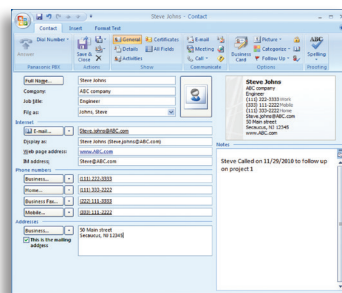 Steve Johns - Contact
Contact Insert Format Text
Dial Number
Answer
Panasonic PBX
Save & Close
Actions
General
Details
Activities
Certificates
All Fields
Show
E-mail
Meeting
Call
Communicate
Business Card
Picture
Categorize
Follow Up
Options
ABC
Spelling
Proofing
Full Name... Steve Johns
Company: ABC company
Job title: Engineer
File as: Johns, Steve
Internet
E-mail... Steve.johns@ABC.com
Display as: Steve Johns (Steve.johns@ABC.com)
Web page address: www.ABC.com
IM address: Steve@ABC.com
Phone numbers
Business... (111) 222-3333
Home... (111) 333-2222
Business Fax... (222) 111-3333
Mobile... (333) 111-2222
Addresses
Business... 30 Main street
Secaucus, NJ 12345
This is the mailing address
Steve Johns
ABC company
Engineer
(111) 222-3333 Work
(333) 111-2222 Mobile
(111) 333-2222 Home
Steve.johns@ABC.com
30 Main street
Secaucus, NJ 12345
www.ABC.com
Notes
Steve Called on 11/29/2010 to follow up
on project 1